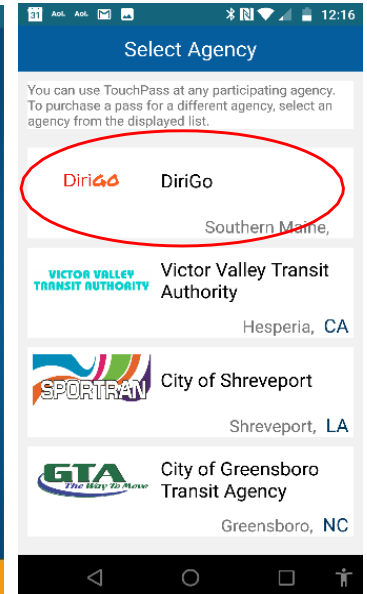 31 AOL AOL M 12:16
Select Agency
You can use TouchPass at any participating agency.
To purchase a pass for a different agency, select an
agency from the displayed list.
DiriGO DiriGo
Southern Maine,
VICTOR VALLEY
TRANSIT AUTHORITY
Victor Valley Transit
Authority
Hesperia, CA
SPORTRAN
City of Shreveport
Shreveport, LA
GTA
The Way To Move
City of Greensboro
Transit Agency
Greensboro, NC